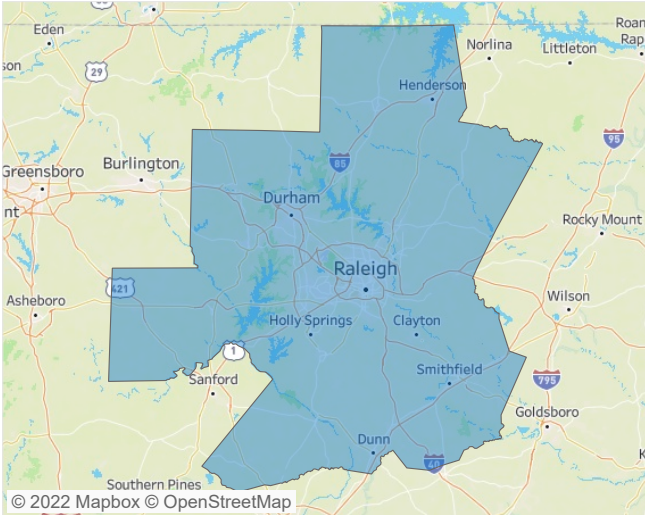 Eden
29
Norlina
Littleton
Roan
Rap
son
Henderson
95
Greensboro
Burlington
85
nt
Durham
Rocky Mount
421
Raleigh
Asheboro
Wilson
Holly Springs
Clayton
1
Sanford
Smithfield
795
Goldsboro
Dunn
40
K
Southern Pines
© 2022 Mapbox © OpenStreetMap